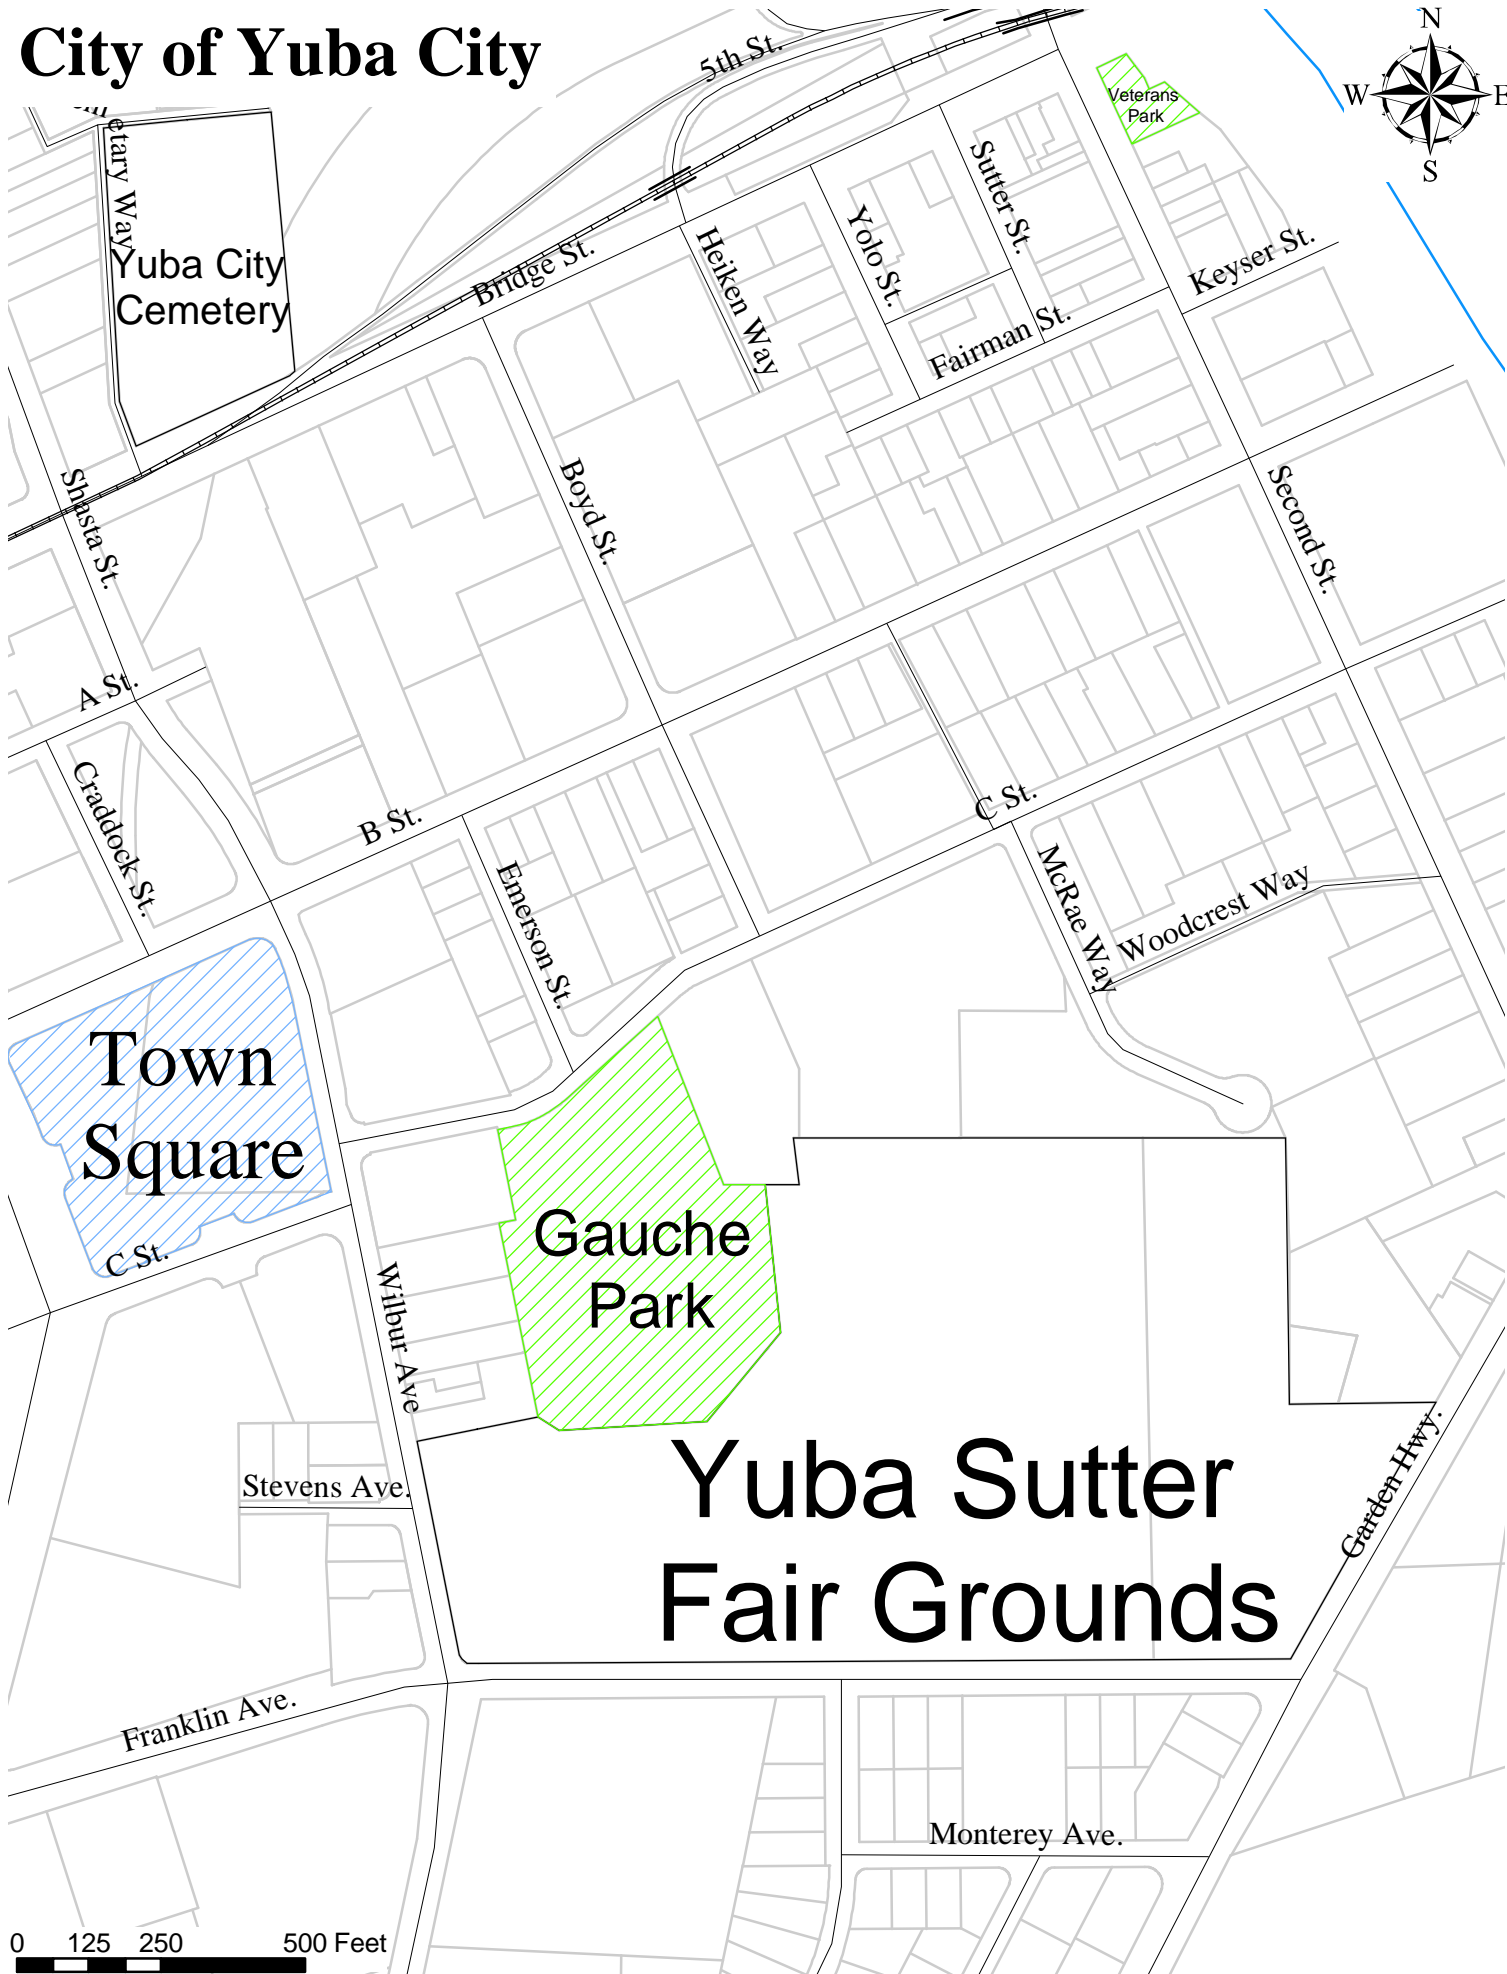 City of Yuba City
N
W
E
S
5th St.
Veterans
Park
etary Way
Yuba City
Cemetery
Bridge St.
Heiken Way
Yolo St.
Sutter St.
Keyser St.
Fairman St.
Shasta St.
Boyd St.
Second St.
A St.
Craddock St.
B St.
C St.
Emerson St.
McRae Way
Woodcrest Way
Town
Square
C St.
Gauche
Park
Wilbur Ave
Stevens Ave.
Yuba Sutter
Fair Grounds
Garden Hwy.
Franklin Ave.
Monterey Ave.
0 125 250 500 Feet